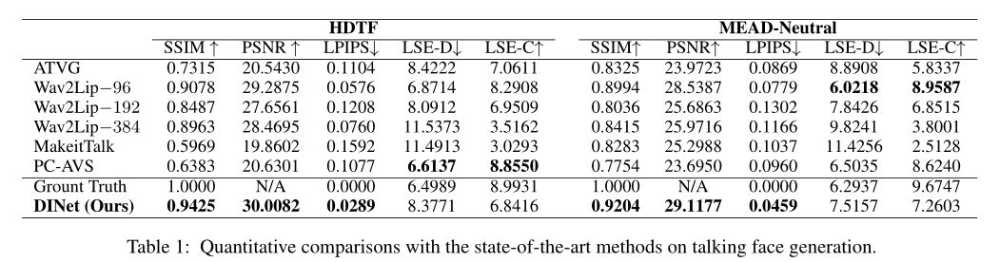 HDTF MEAD-Neutral
SSIM ↑ PSNR ↑ LPIPS↓ LSE-D↓ LSE-C↑ SSIM↑ PSNR↑ LPIPS↓ LSE-D↓ LSE-C↑
ATVG 0.7315 20.5430 0.1104 8.4222 7.0611 0.8325 23.9723 0.0869 8.8908 5.8337
Wav2Lip−96 0.9078 29.2875 0.0576 6.8714 8.2908 0.8994 28.5387 0.0779 6.0218 8.9587
Wav2Lip−192 0.8487 27.6561 0.1208 8.0912 6.9509 0.8036 25.6863 0.1302 7.8426 6.8515
Wav2Lip−384 0.8963 28.4695 0.0760 11.5373 3.5162 0.8415 25.9716 0.1166 9.8241 3.8001
MakeitTalk 0.5969 19.8602 0.1592 11.4913 3.0293 0.8283 25.2988 0.1037 11.4256 2.5128
PC-AVS 0.6383 20.6301 0.1077 6.6137 8.8550 0.7754 23.6950 0.0960 6.5035 8.6240
Ground Truth 1.0000 N/A 0.0000 6.4989 8.9931 1.0000 N/A 0.0000 6.2937 9.6747
DINet (Ours) 0.9425 30.0082 0.0289 8.3771 6.8416 0.9204 29.1177 0.0459 7.5157 7.2603
Table 1: Quantitative comparisons with the state-of-the-art methods on talking face generation.